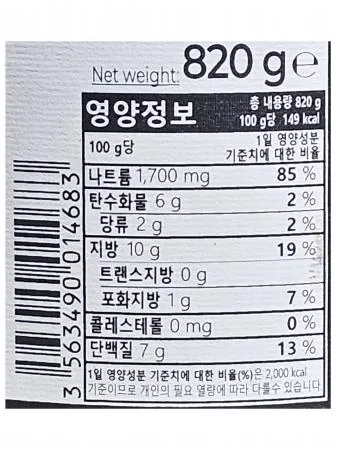 Net weight: 820 g e
영양정보 총 내용량 820 g
100 g당 149 kcal
100 g당 1일 영양성분
기준치에 대한 비율
나트륨 1,700 mg 85 %
탄수화물 6 g 2 %
당류 2 g 2 %
지방 10 g 19 %
트랜스지방 0 g
포화지방 1 g 7 %
콜레스테롤 0 mg 0 %
단백질 7 g 13 %
1일 영양성분 기준치에 대한 비율(%)은 2,000 kcal
기준이므로 개인의 필요 열량에 따라 다를수 있습니다
3 563490 014683